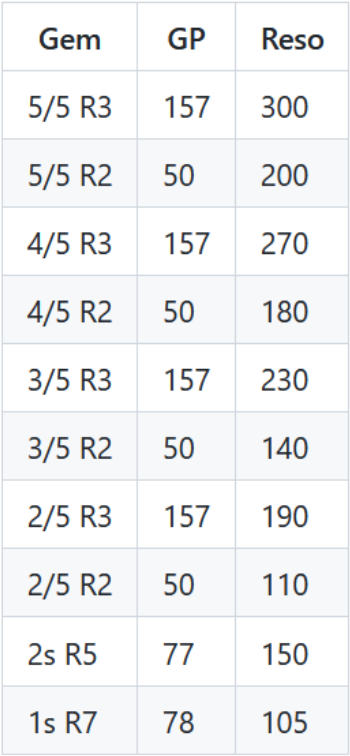 Gem GP Reso
5/5 R3 157 300
5/5 R2 50 200
4/5 R3 157 270
4/5 R2 50 180
3/5 R3 157 230
3/5 R2 50 140
2/5 R3 157 190
2/5 R2 50 110
2s R5 77 150
1s R7 78 105